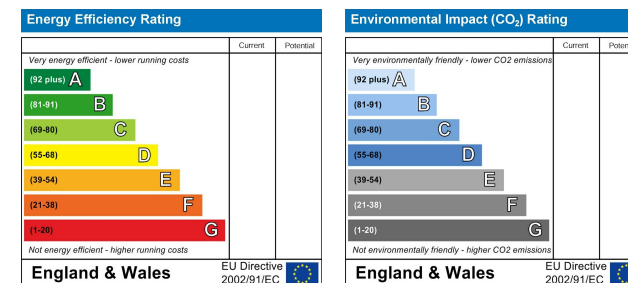 Energy Efficiency Rating
Current Potential
Very energy efficient - lower running costs
(92 plus) A
(81-91) B
(69-80) C
(55-68) D
(39-54) E
(21-38) F
(1-20) G
Not energy efficient - higher running costs
England & Wales
EU Directive
2002/91/EC
Environmental Impact (CO₂) Rating
Current Poten
Very environmentally friendly - lower CO2 emissions
(92 plus) A
(81-91) B
(69-80) C
(55-68) D
(39-54) E
(21-38) F
(1-20) G
Not environmentally friendly - higher CO2 emissions
England & Wales
EU Directive
2002/91/EC